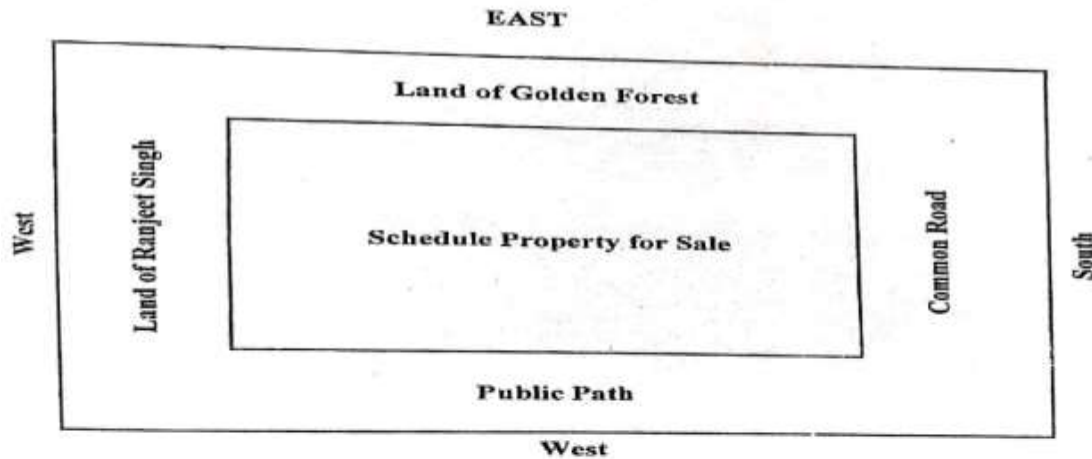 EAST
Land of Golden Forest
West
Land of Ranjeet Singh
Schedule Property for Sale
Common Road
South
Public Path
West